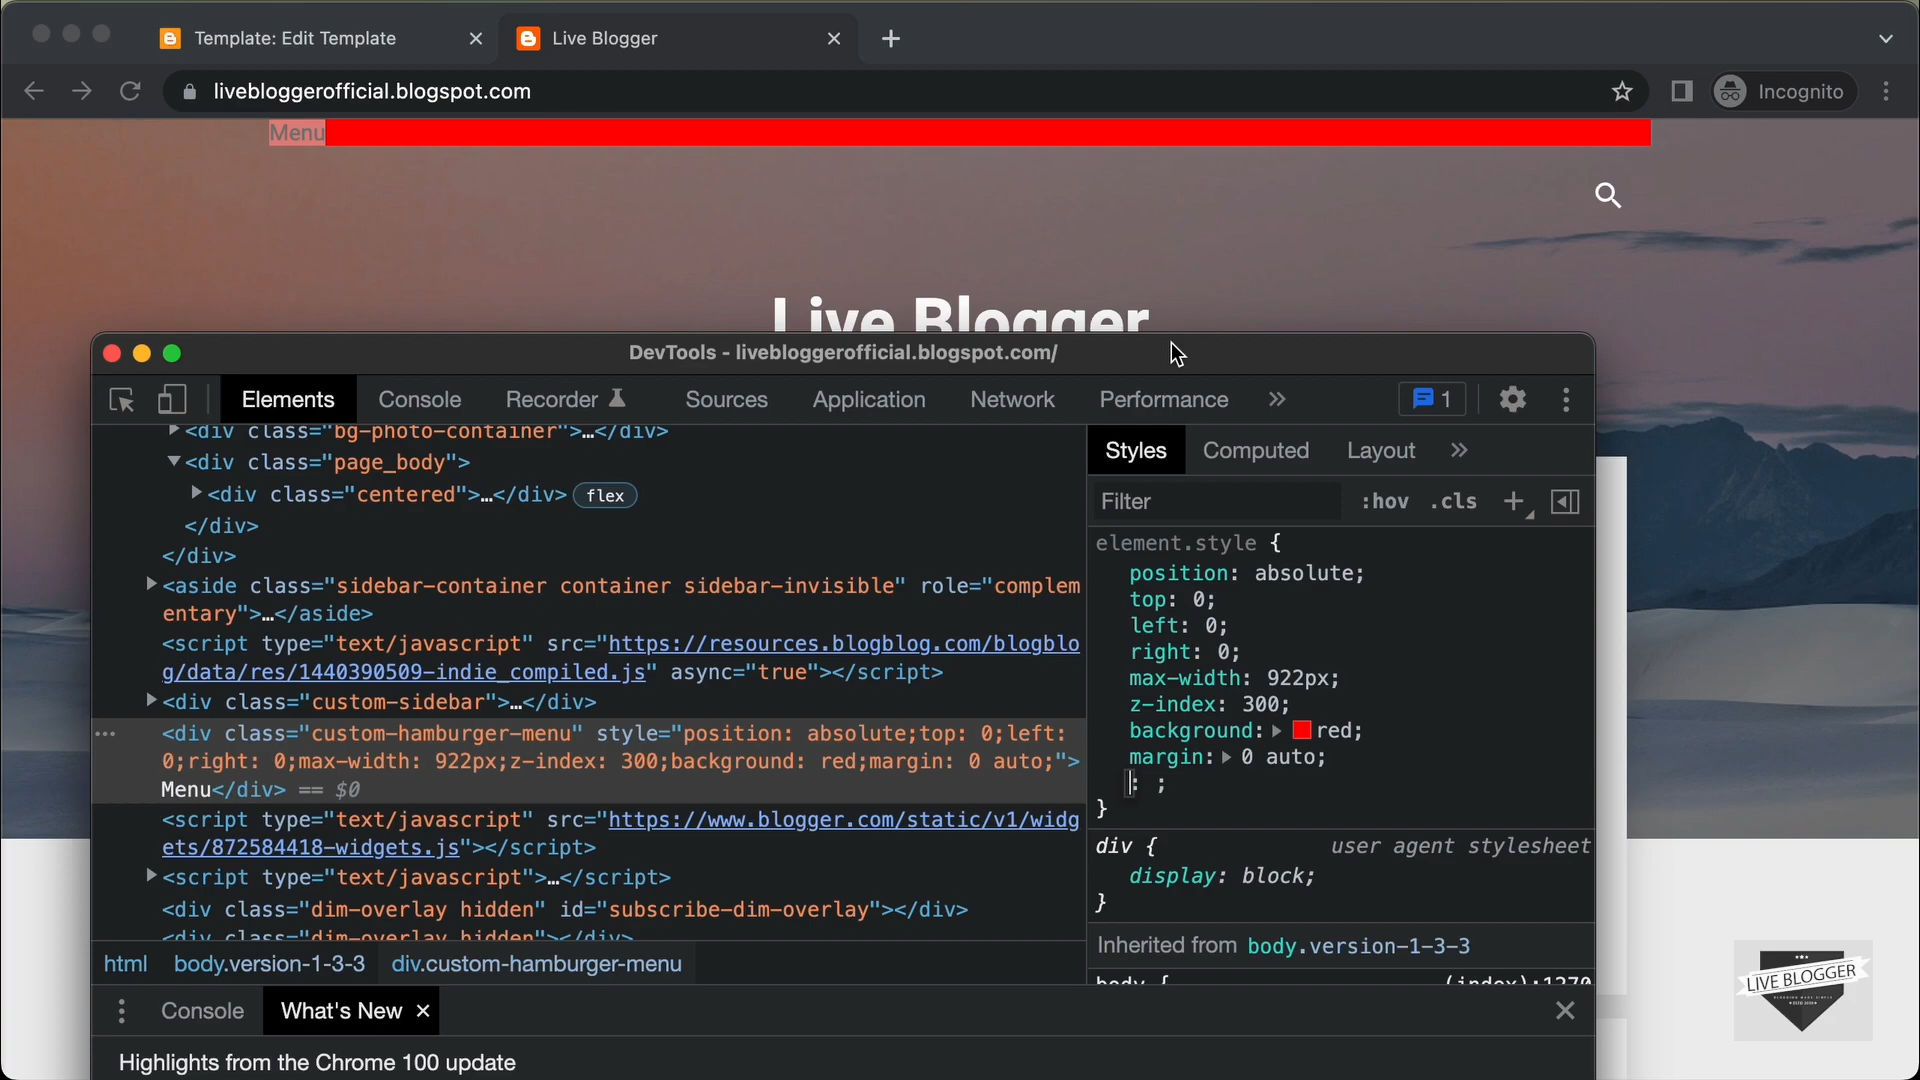 Template: Edit Template
Live Blogger
livebloggerofficial.blogspot.com
Incognito
Menu
Live Blogger
DevTools - livebloggerofficial.blogspot.com/
Elements Console Recorder Sources Application Network Performance » 1
<div class="bg-photo-container">…</div>
<div class="page_body">
<div class="centered">…</div> flex
</div>
</div>
<aside class="sidebar-container container sidebar-invisible" role="complem
entary">…</aside>
<script type="text/javascript" src="https://resources.blogblog.com/blogblo
g/data/res/1440390509-indie_compiled.js" async="true"></script>
<div class="custom-sidebar">…</div>
<div class="custom-hamburger-menu" style="position: absolute;top: 0;left:
0;right: 0;max-width: 922px;z-index: 300;background: red;margin: 0 auto;">
Menu</div> == $0
<script type="text/javascript" src="https://www.blogger.com/static/v1/widg
ets/872584418-widgets.js"></script>
<script type="text/javascript">…</script>
<div class="dim-overlay hidden" id="subscribe-dim-overlay"></div>
<div class="dim-overlay hidden"></div>
html body.version-1-3-3 div.custom-hamburger-menu
Styles Computed Layout »
Filter :hov .cls +
element.style {
position: absolute;
top: 0;
left: 0;
right: 0;
max-width: 922px;
z-index: 300;
background: red;
margin: 0 auto;
: ;
}
div { user agent stylesheet
display: block;
}
Inherited from body.version-1-3-3
body { (index):1270
Console What's New
Highlights from the Chrome 100 update
LIVE BLOGGER